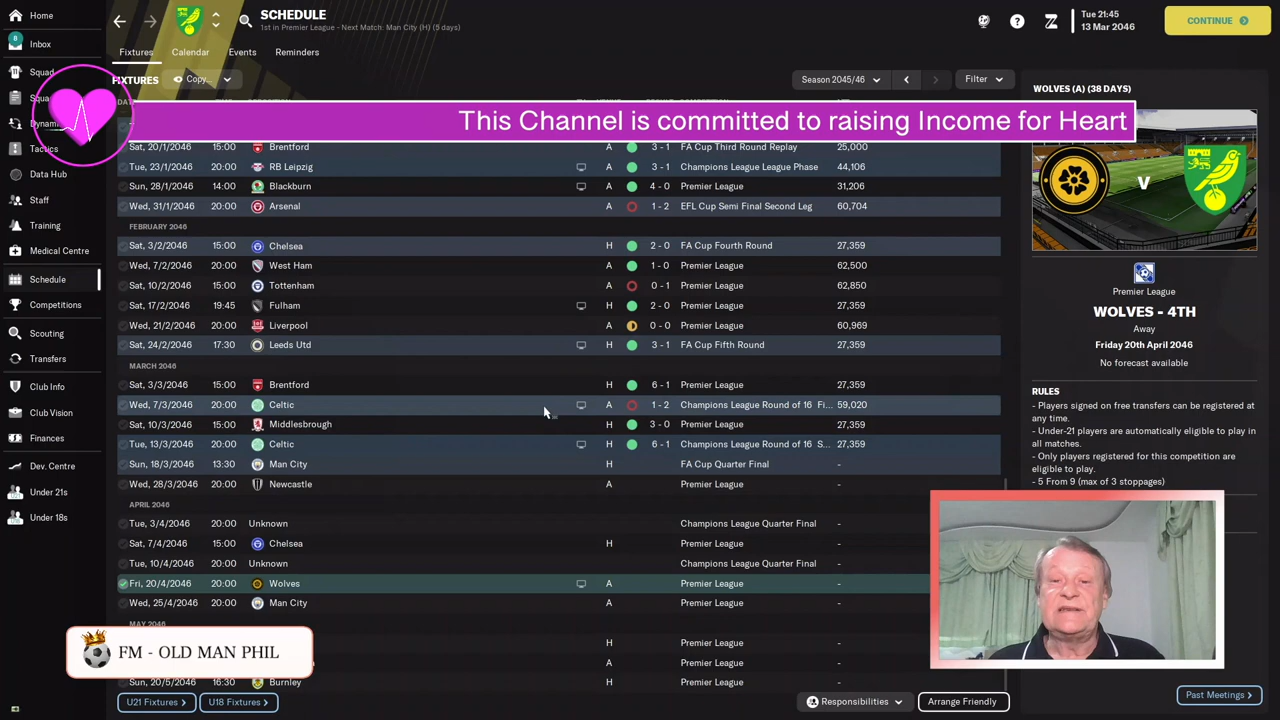 Home
Inbox
8
Squad
Dynam
Tactics
Data Hub
Staff
Training
Medical Centre
Schedule
Competitions
Scouting
Transfers
Club Info
Club Vision
Finances
Dev. Centre
Under 21s
Under 18s
SCHEDULE
1st in Premier League - Next Match: Man City (H) (5 days)
Tue 21:45
13 Mar 2046
CONTINUE
Fixtures Calendar Events Reminders
FIXTURES Copy... Season 2045/46 Filter
This Channel is committed to raising Income for Heart
Sat, 20/1/2046 15:00 Brentford A 3 - 1 FA Cup Third Round Replay 25,000
Tue, 23/1/2046 20:00 RB Leipzig A 3 - 1 Champions League League Phase 44,106
Sun, 28/1/2046 14:00 Blackburn A 4 - 0 Premier League 31,206
Wed, 31/1/2046 20:00 Arsenal A 1 - 2 EFL Cup Semi Final Second Leg 60,704
FEBRUARY 2046
Sat, 3/2/2046 15:00 Chelsea H 2 - 0 FA Cup Fourth Round 27,359
Wed, 7/2/2046 20:00 West Ham A 1 - 0 Premier League 62,500
Sat, 10/2/2046 15:00 Tottenham A 0 - 1 Premier League 62,850
Sat, 17/2/2046 19:45 Fulham H 2 - 0 Premier League 27,359
Wed, 21/2/2046 20:00 Liverpool A 0 - 0 Premier League 60,969
Sat, 24/2/2046 17:30 Leeds Utd H 3 - 1 FA Cup Fifth Round 27,359
MARCH 2046
Sat, 3/3/2046 15:00 Brentford H 6 - 1 Premier League 27,359
Wed, 7/3/2046 20:00 Celtic A 1 - 2 Champions League Round of 16 Fi... 59,020
Sat, 10/3/2046 15:00 Middlesbrough H 3 - 0 Premier League 27,359
Tue, 13/3/2046 20:00 Celtic H 6 - 1 Champions League Round of 16 S... 27,359
Sun, 18/3/2046 13:30 Man City H FA Cup Quarter Final -
Wed, 28/3/2046 20:00 Newcastle A Premier League -
APRIL 2046
Tue, 3/4/2046 20:00 Unknown Champions League Quarter Final -
Sat, 7/4/2046 15:00 Chelsea H Premier League -
Tue, 10/4/2046 20:00 Unknown Champions League Quarter Final -
Fri, 20/4/2046 20:00 Wolves A Premier League -
Wed, 25/4/2046 20:00 Man City A Premier League -
MAY 2046
H Premier League -
A Premier League -
Sun, 20/5/2046 16:30 Burnley H Premier League
U21 Fixtures > U18 Fixtures > Responsibilities Arrange Friendly
WOLVES (A) (38 DAYS)
V
Premier League
WOLVES - 4TH
Away
Friday 20th April 2046
No forecast available
RULES
- Players signed on free transfers can be registered at
any time.
- Under-21 players are automatically eligible to play in
all matches.
- Only players registered for this competition are
eligible to play.
- 5 From 9 (max of 3 stoppages)
Past Meetings >
FM - OLD MAN PHIL